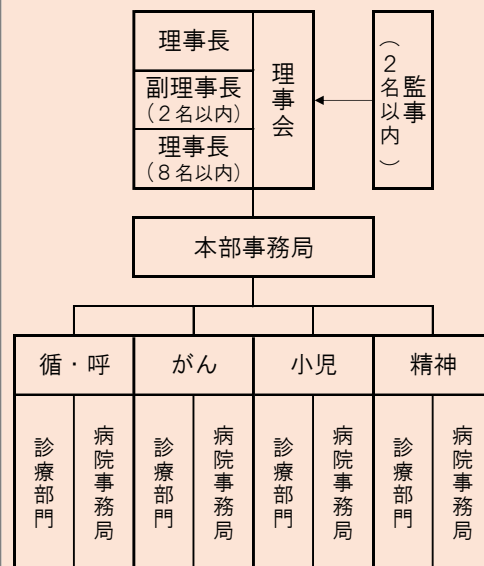 理事長
副理事長
（２名以内）
理事長
（８名以内）
理事会
監事
（２名以内）
本部事務局
循・呼
がん
小児
精神
診療部門
病院事務局
診療部門
病院事務局
診療部門
病院事務局
診療部門
病院事務局